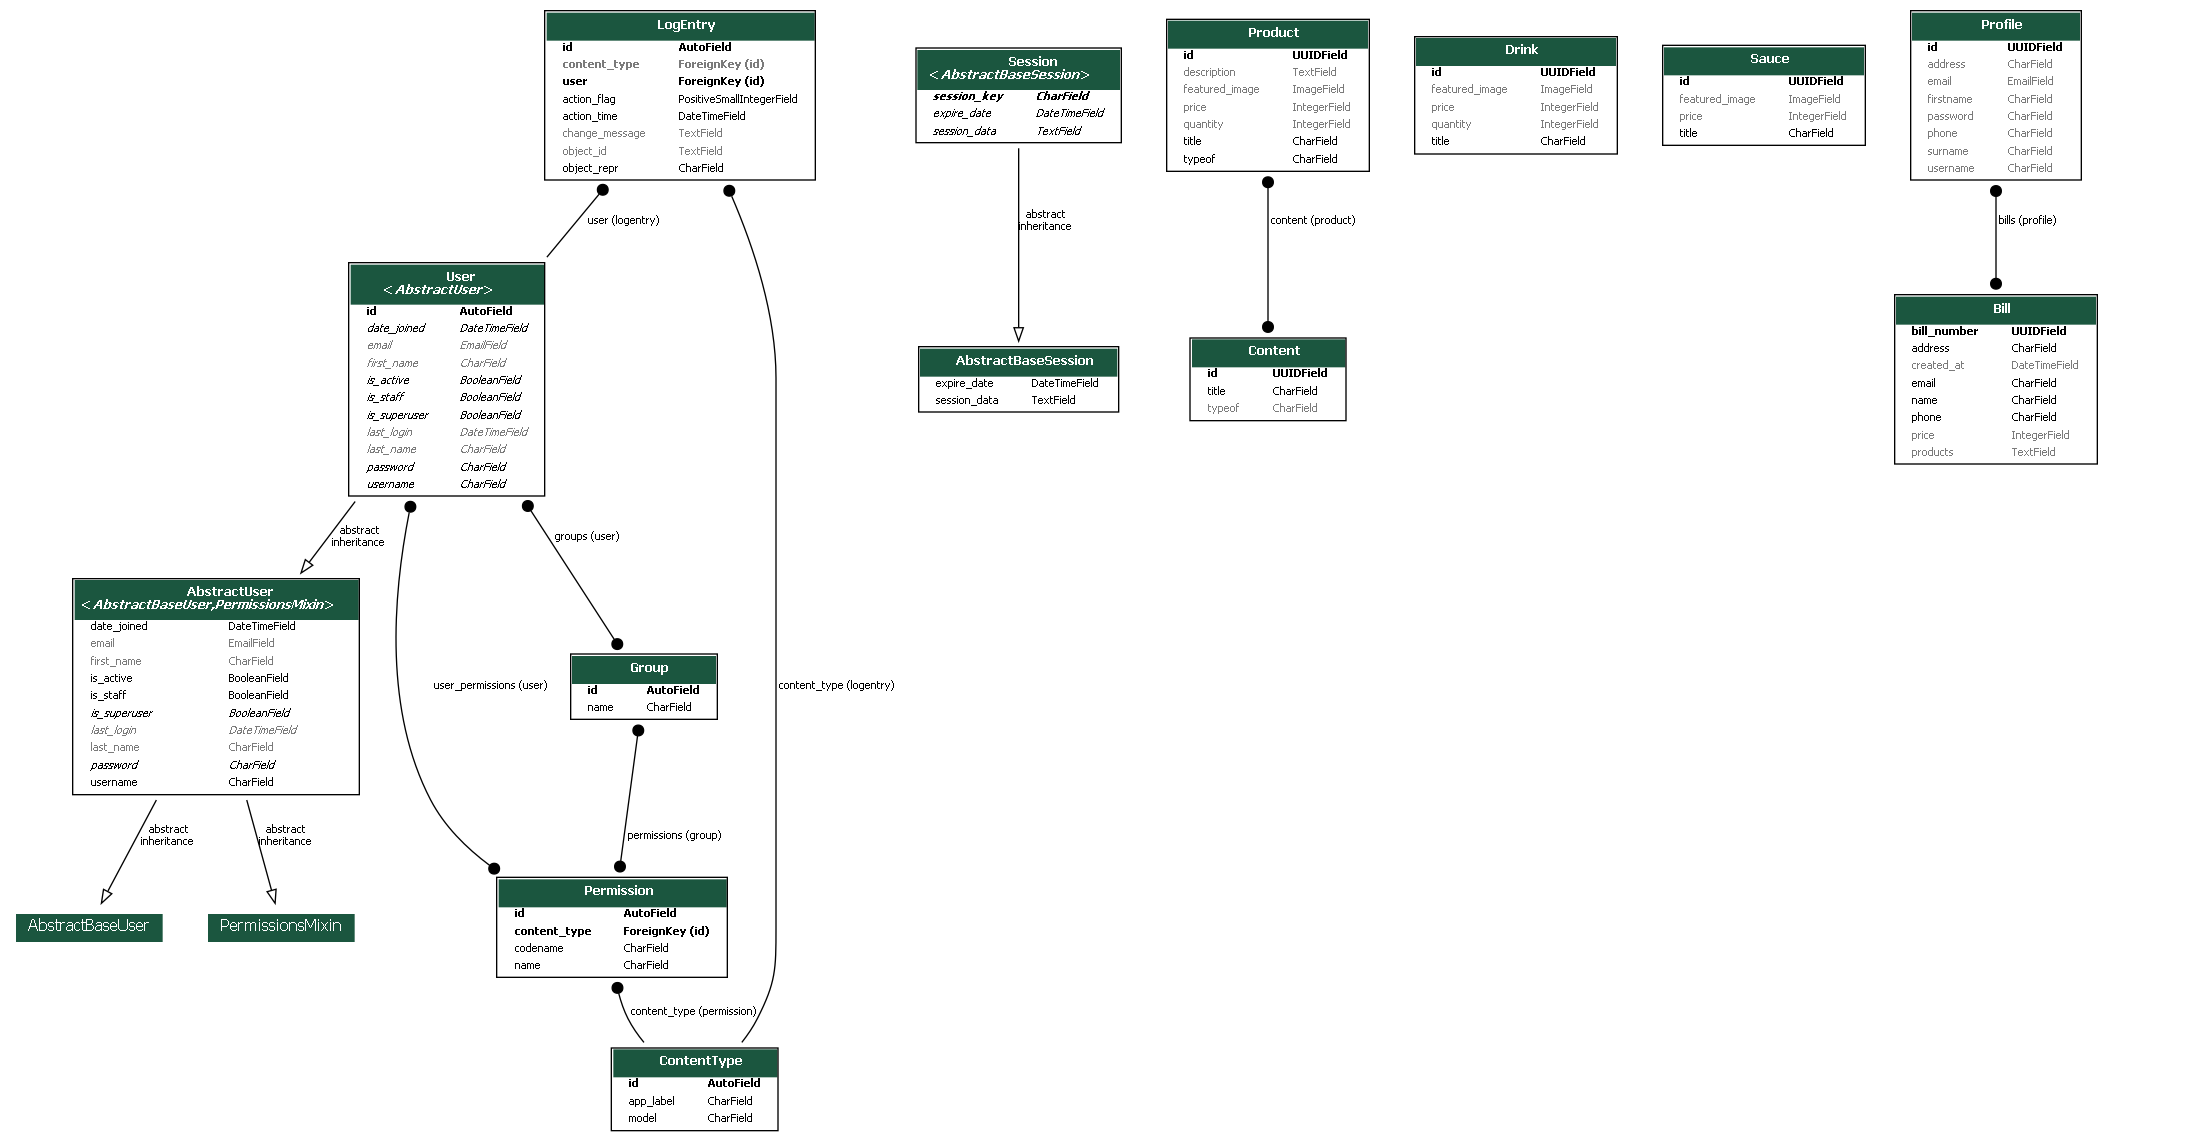 LogEntry
id AutoField
content_type ForeignKey (id)
user ForeignKey (id)
action_flag PositiveSmallIntegerField
action_time DateTimeField
change_message TextField
object_id TextField
object_repr CharField
user (logentry)
User
<AbstractUser>
id AutoField
date_joined DateTimeField
email EmailField
first_name CharField
is_active BooleanField
is_staff BooleanField
is_superuser BooleanField
last_login DateTimeField
last_name CharField
password CharField
username CharField
abstract
inheritance
groups (user)
AbstractUser
<AbstractBaseUser,PermissionsMixin>
date_joined DateTimeField
email EmailField
first_name CharField
is_active BooleanField
is_staff BooleanField
is_superuser BooleanField
last_login DateTimeField
last_name CharField
password CharField
username CharField
user_permissions (user)
Group
id AutoField
name CharField
content_type (logentry)
abstract
inheritance
abstract
inheritance
permissions (group)
AbstractBaseUser
PermissionsMixin
Permission
id AutoField
content_type ForeignKey (id)
codename CharField
name CharField
content_type (permission)
ContentType
id AutoField
app_label CharField
model CharField
Session
<AbstractBaseSession>
session_key CharField
expire_date DateTimeField
session_data TextField
abstract
inheritance
AbstractBaseSession
expire_date DateTimeField
session_data TextField
Product
id UUIDField
description TextField
featured_image ImageField
price IntegerField
quantity IntegerField
title CharField
typeof CharField
content (product)
Content
id UUIDField
title CharField
typeof CharField
Drink
id UUIDField
featured_image ImageField
price IntegerField
quantity IntegerField
title CharField
Sauce
id UUIDField
featured_image ImageField
price IntegerField
title CharField
Profile
id UUIDField
address CharField
email EmailField
firstname CharField
password CharField
phone CharField
surname CharField
username CharField
bills (profile)
Bill
bill_number UUIDField
address CharField
created_at DateTimeField
email CharField
name CharField
phone CharField
price IntegerField
products TextField